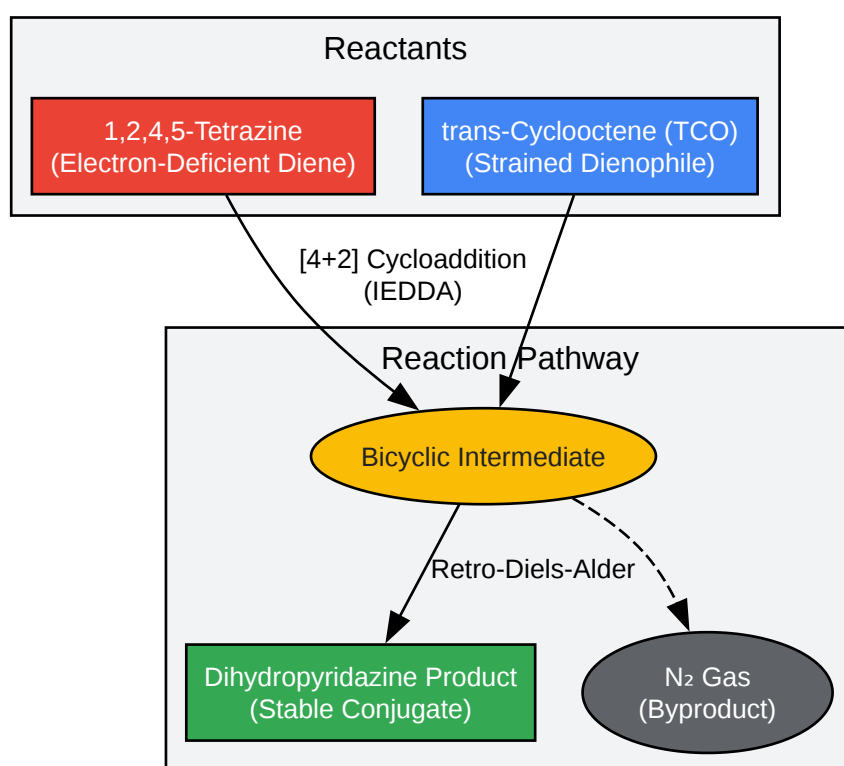 Reactants
1,2,4,5-Tetrazine
(Electron-Deficient Diene)
trans-Cyclooctene (TCO)
(Strained Dienophile)
[4+2] Cycloaddition
(IEDDA)
Reaction Pathway
Bicyclic Intermediate
Retro-Diels-Alder
Dihydropyridazine Product
(Stable Conjugate)
N₂ Gas
(Byproduct)